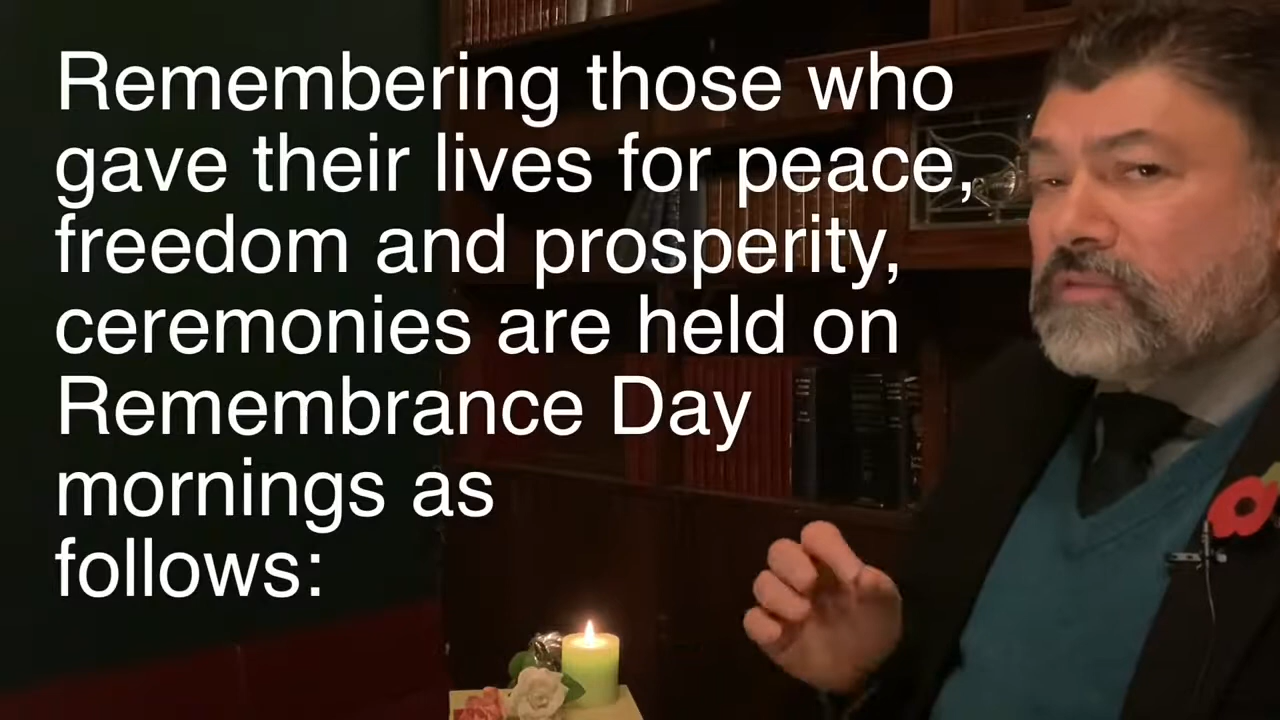 Remembering those who
gave their lives for peace,
freedom and prosperity,
ceremonies are held on
Remembrance Day
mornings as
follows: